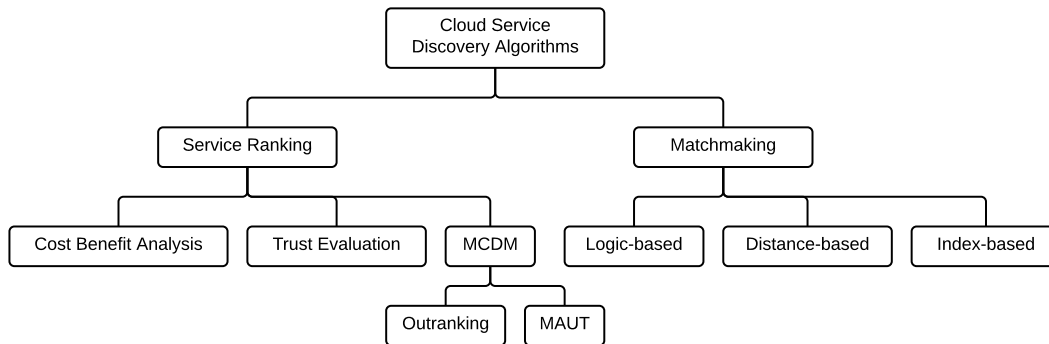 Cloud Service
Discovery Algorithms
Service Ranking
Matchmaking
Cost Benefit Analysis
Trust Evaluation
MCDM
Logic-based
Distance-based
Index-based
Outranking
MAUT